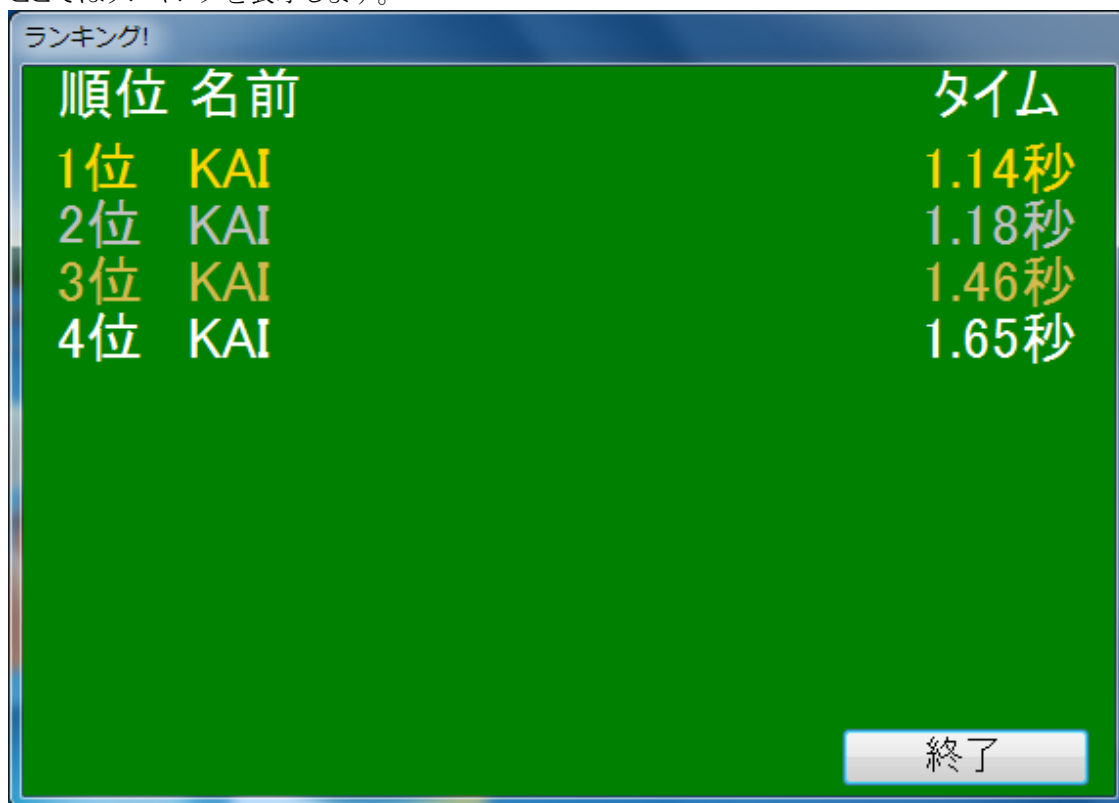 ここではランキングを表示します。
ランキング!
順位 名前 タイム
1位 KAI 1.14秒
2位 KAI 1.18秒
3位 KAI 1.46秒
4位 KAI 1.65秒
終了